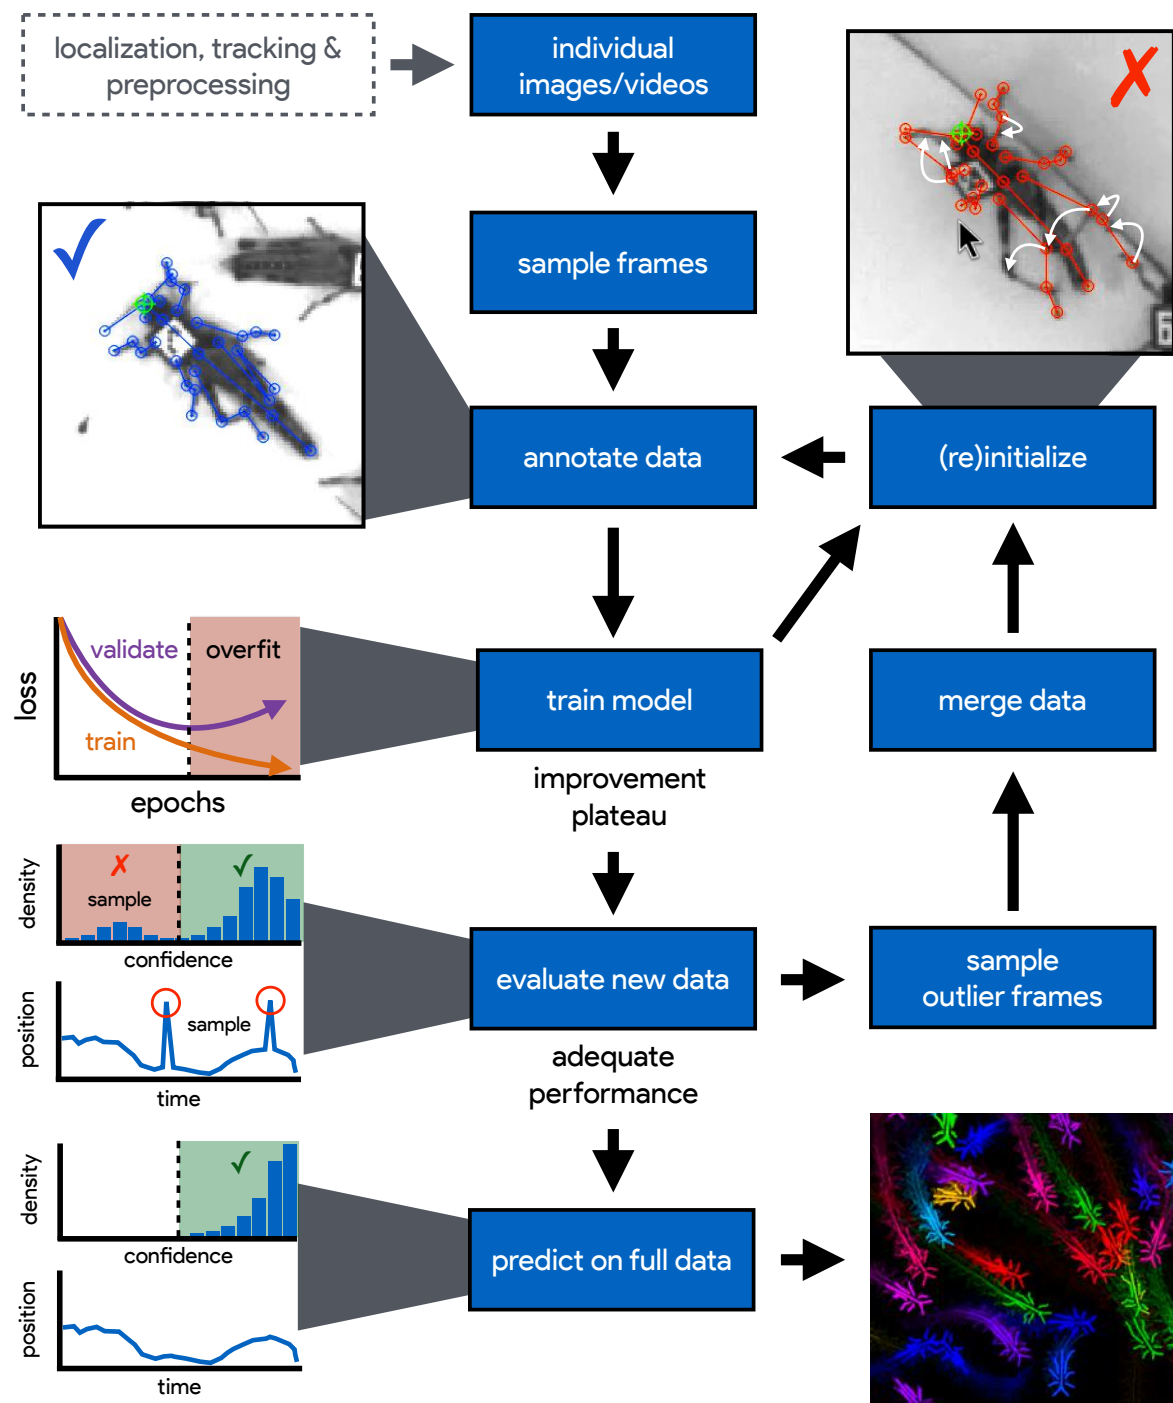 localization, tracking &
preprocessing
individual
images/videos
sample frames
annotate data
(re)initialize
6
validate
overfit
train
loss
epochs
train model
merge data
improvement
plateau
density
sample
confidence
position
sample
time
evaluate new data
sample
outlier frames
adequate
performance
density
confidence
position
time
predict on full data